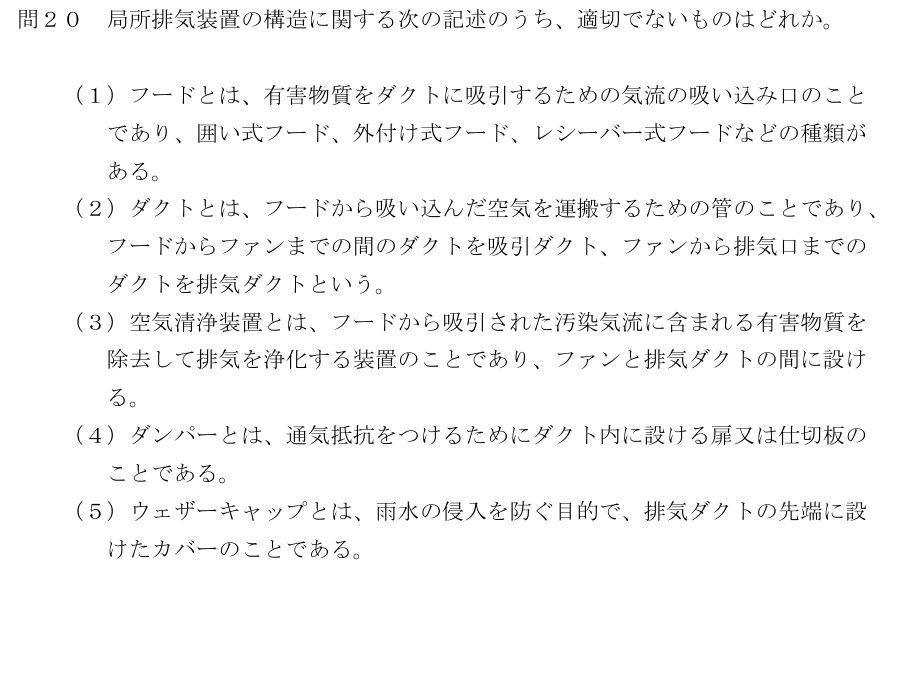 問２０　局所排気装置の構造に関する次の記述のうち、適切でないものはどれか。
（１）フードとは、有害物質をダクトに吸引するための気流の吸い込み口のこと
であり、囲い式フード、外付け式フード、レシーバー式フードなどの種類が
ある。
（２）ダクトとは、フードから吸い込んだ空気を運搬するための管のことであり、
フードからファンまでの間のダクトを吸引ダクト、ファンから排気口までの
ダクトを排気ダクトという。
（３）空気清浄装置とは、フードから吸引された汚染気流に含まれる有害物質を
除去して排気を浄化する装置のことであり、ファンと排気ダクトの間に設け
る。
（４）ダンパーとは、通気抵抗をつけるためにダクト内に設ける扉又は仕切板の
ことである。
（５）ウェザーキャップとは、雨水の侵入を防ぐ目的で、排気ダクトの先端に設
けたカバーのことである。